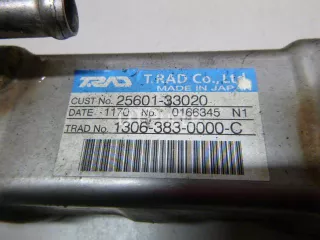 TRAD T.RAD Co., Ltd.
MADE IN JAPAN
CUST No. 25601-33020
DATE -1170 No. 0166345 N1
TRAD No. 1306-383-0000-C